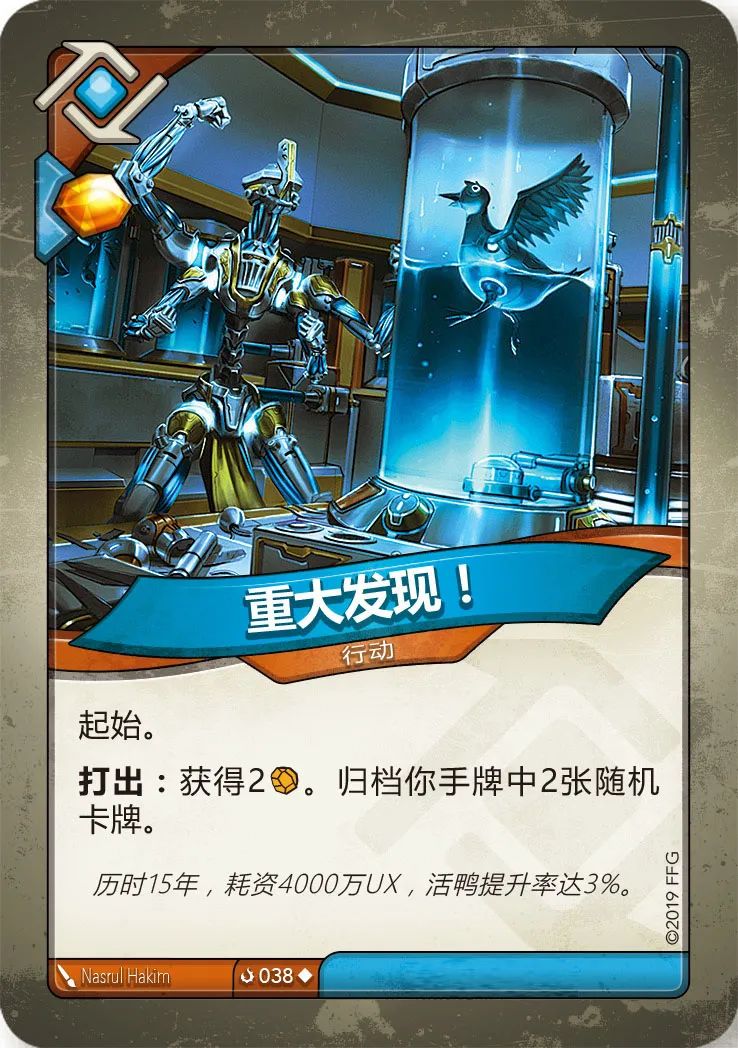 重大发现！
行动
起始。
打出：获得2。归档你手牌中2张随机
卡牌。
历时15年，耗资4000万UX，活鸭提升率达3%。
©2019 FFG
Nasrul Hakim
038